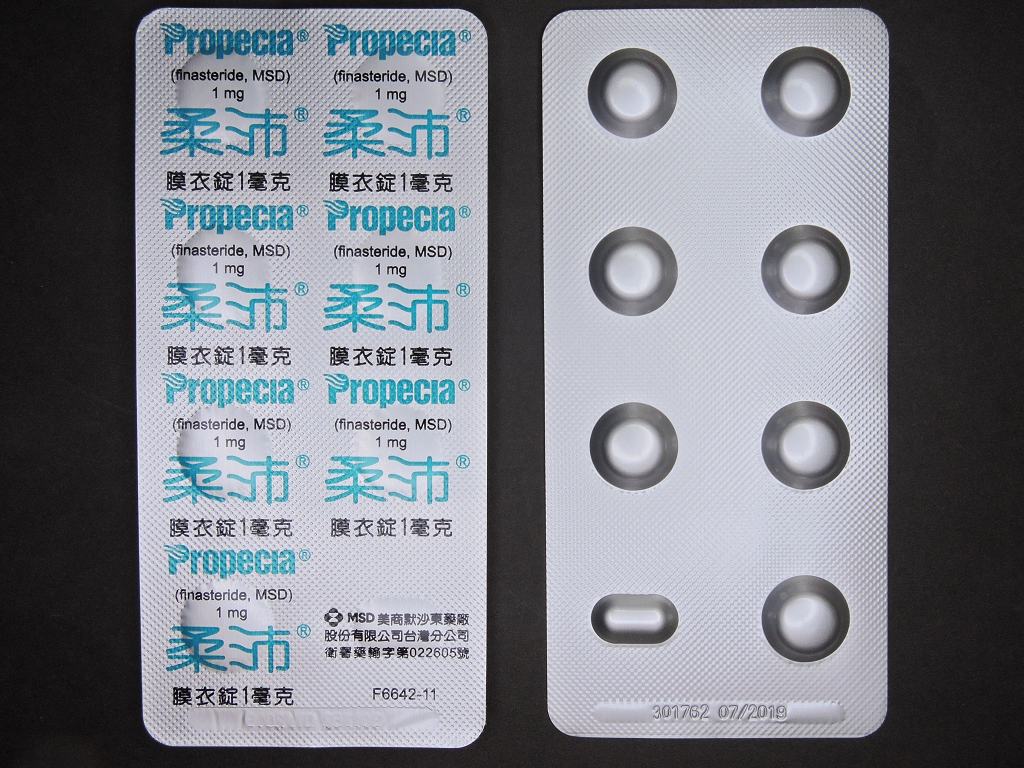 Propecia® Propecia®
(finasteride, MSD) (finasteride, MSD)
1 mg 1 mg
柔沛® 柔沛®
膜衣錠1毫克 膜衣錠1毫克
Propecia® Propecia®
(finasteride, MSD) (finasteride, MSD)
1 mg 1 mg
柔沛® 柔沛®
膜衣錠1毫克 膜衣錠1毫克
Propecia® Propecia®
(finasteride, MSD) (finasteride, MSD)
1 mg 1 mg
柔沛® 柔沛®
膜衣錠1毫克 膜衣錠1毫克
Propecia®
(finasteride, MSD)
1 mg
柔沛®
膜衣錠1毫克
MSD 美商默沙東藥廠
股份有限公司台灣分公司
衛署藥輸字第022605號
F6642-11
301762 07/2019